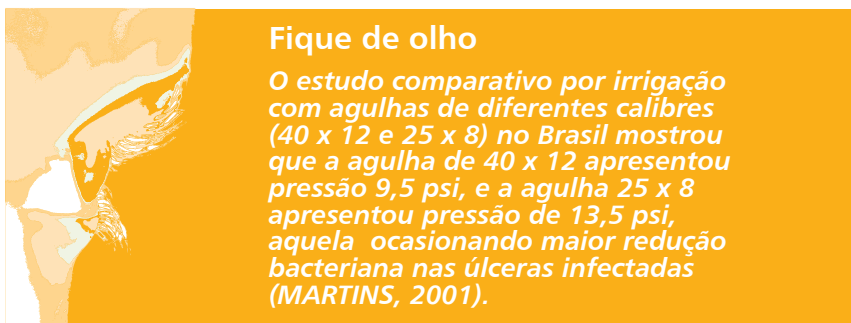 Fique de olho
O estudo comparativo por irrigação
com agulhas de diferentes calibres
(40 x 12 e 25 x 8) no Brasil mostrou
que a agulha de 40 x 12 apresentou
pressão 9,5 psi, e a agulha 25 x 8
apresentou pressão de 13,5 psi,
aquela  ocasionando maior redução
bacteriana nas úlceras infectadas
(MARTINS, 2001).